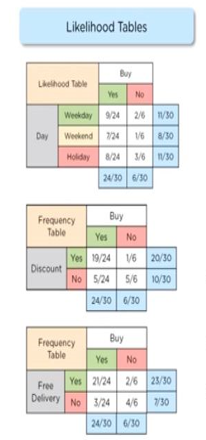 Likelihood Tables
Likelihood Table Buy
Yes No
Day Weekday 9/24 2/6 11/30
Weekend 7/24 1/6 8/30
Holiday 8/24 3/6 11/30
24/30 6/30
Frequency Table Buy
Yes No
Discount Yes 19/24 1/6 20/30
No 5/24 5/6 10/30
24/30 6/30
Frequency Table Buy
Yes No
Free Delivery Yes 21/24 2/6 23/30
No 3/24 4/6 7/30
24/30 6/30